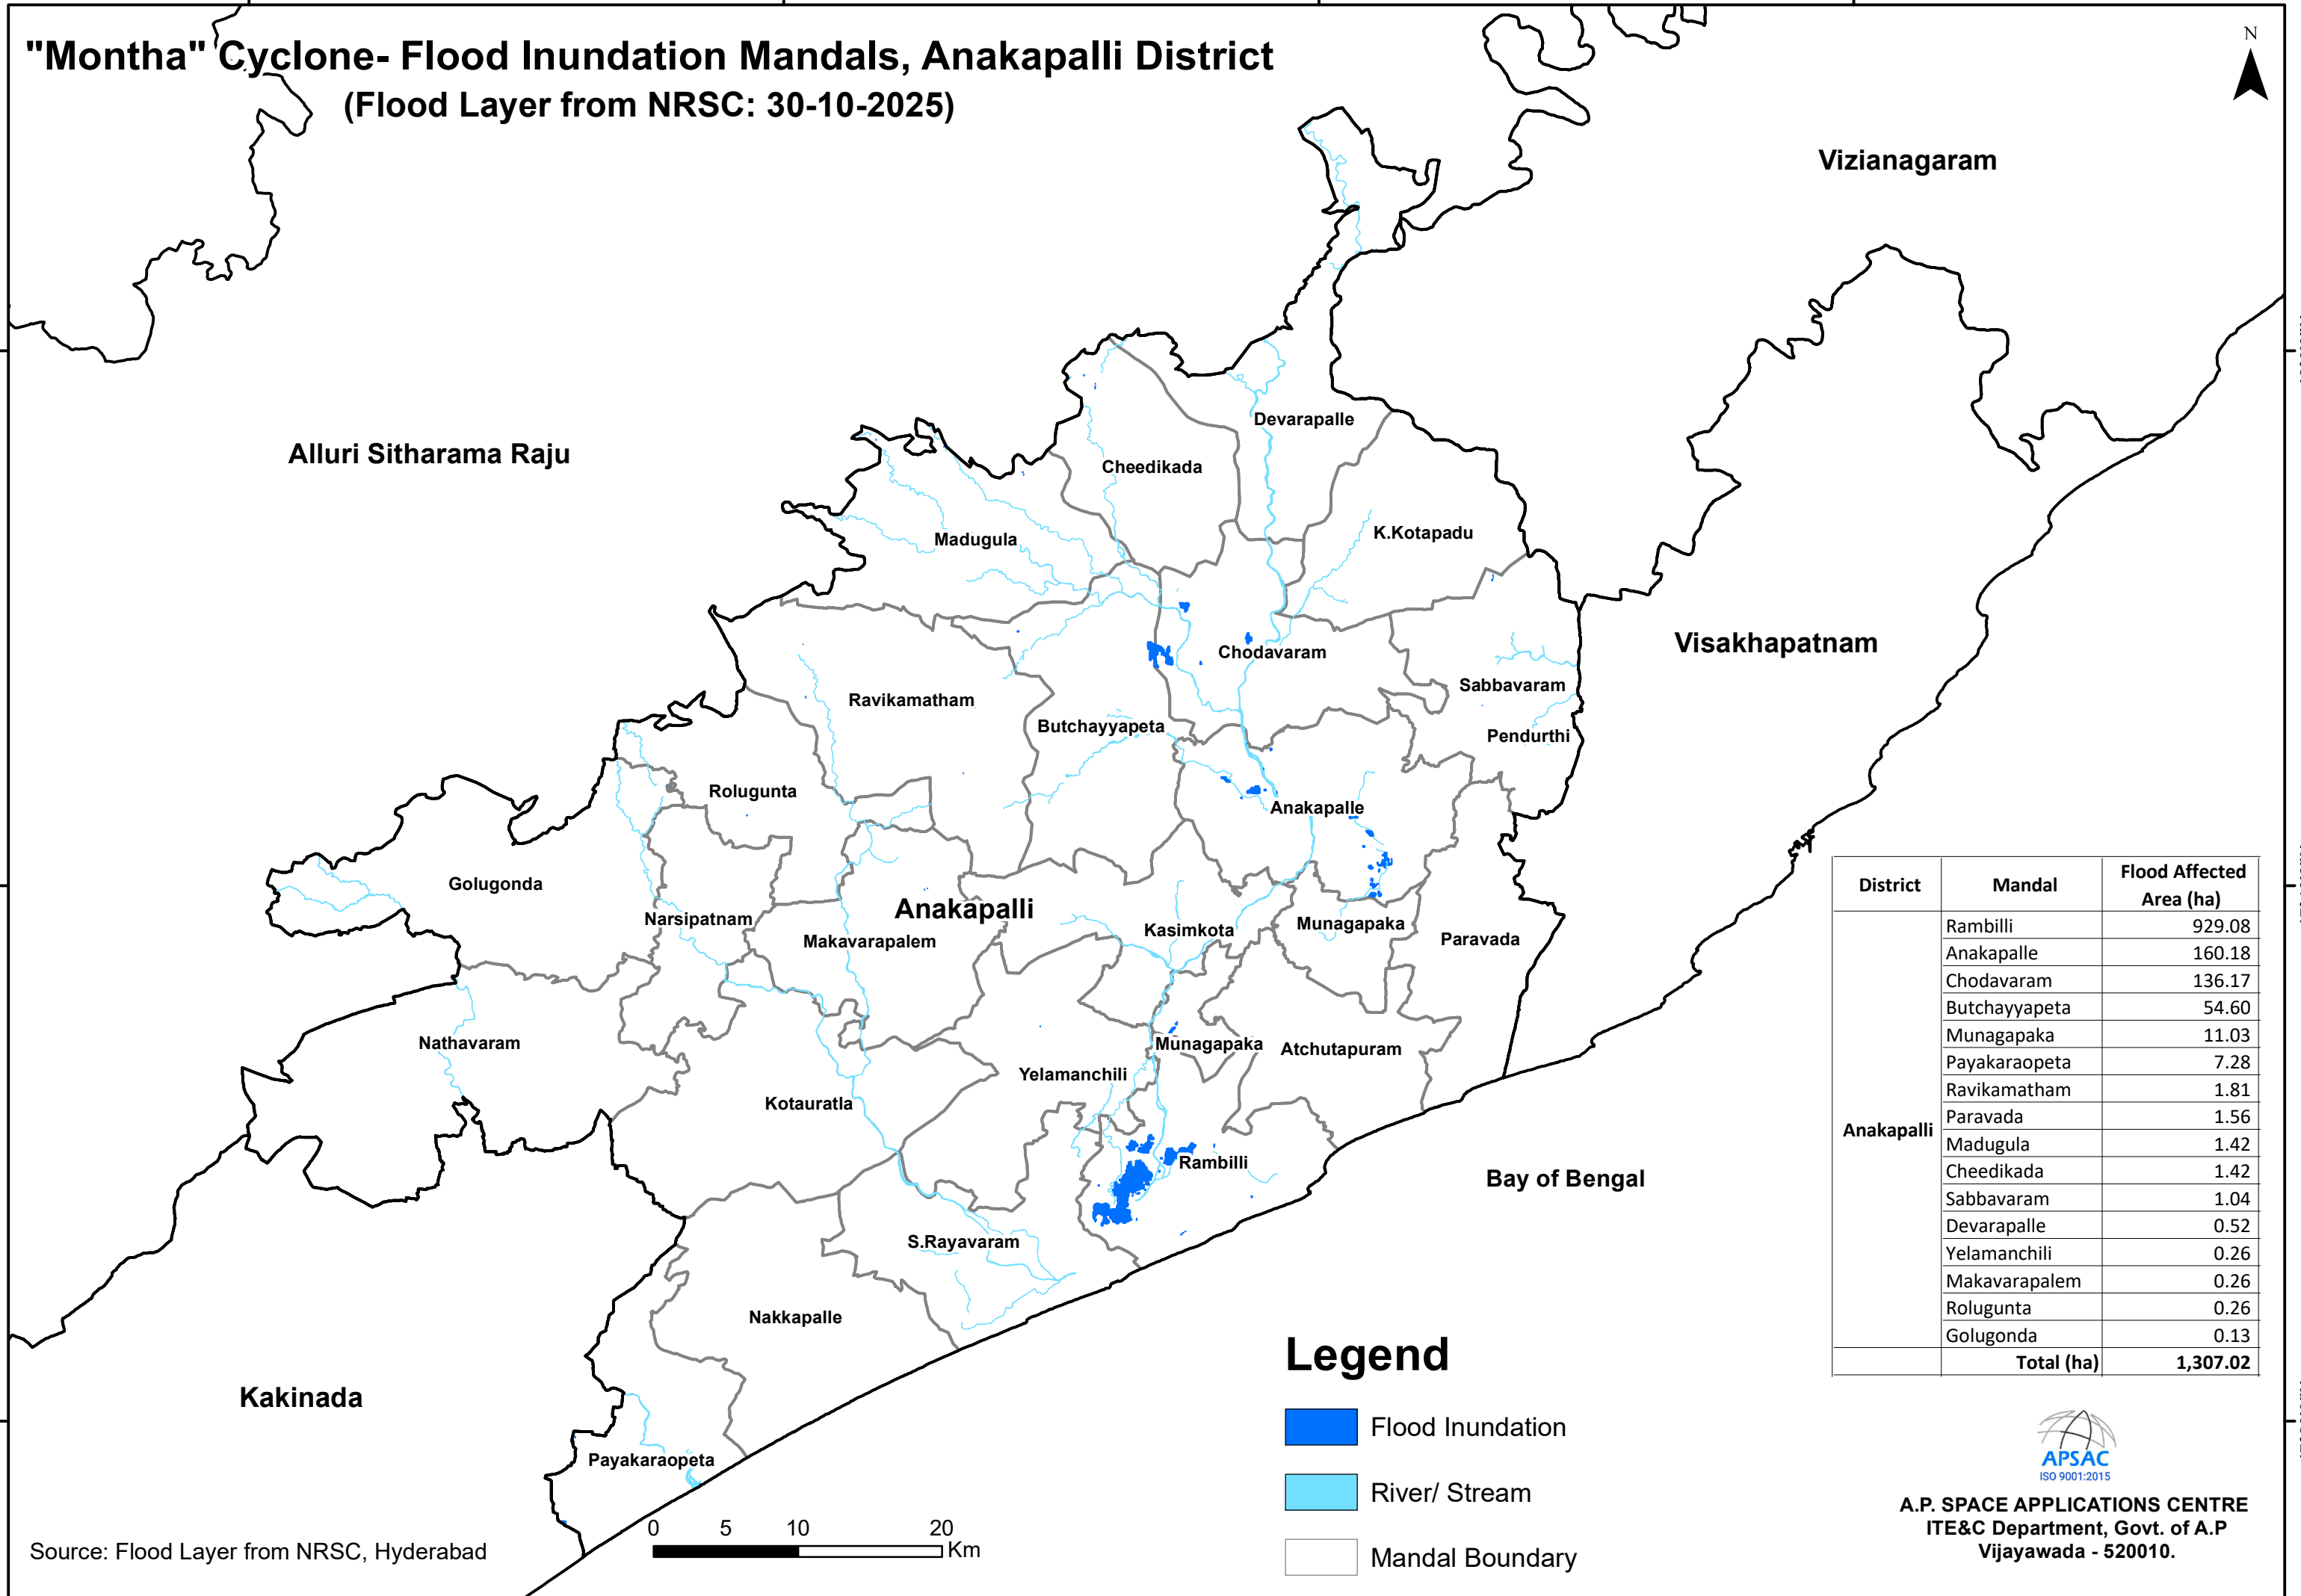 "Montha" Cyclone- Flood Inundation Mandals, Anakapalli District
(Flood Layer from NRSC: 30-10-2025)
N
Vizianagaram
Alluri Sitharama Raju
Devarapalle
Cheedikada
K.Kotapadu
Madugula
Visakhapatnam
Chodavaram
Sabbavaram
Ravikamatham
Butchayyapeta
Pendurthi
Rolugunta
Anakapalle
Golugonda
Anakapalli
Narsipatnam
Kasimkota
Munagapaka
Makavarapalem
Paravada
Nathavaram
Munagapaka
Atchutapuram
Yelamanchili
Kotauratla
Rambilli
Bay of Bengal
S.Rayavaram
Nakkapalle
Kakinada
Payakaraopeta
District Mandal Flood Affected Area (ha)
Anakapalli
Rambilli 929.08
Anakapalle 160.18
Chodavaram 136.17
Butchayyapeta 54.60
Munagapaka 11.03
Payakaraopeta 7.28
Ravikamatham 1.81
Paravada 1.56
Madugula 1.42
Cheedikada 1.42
Sabbavaram 1.04
Devarapalle 0.52
Yelamanchili 0.26
Makavarapalem 0.26
Rolugunta 0.26
Golugonda 0.13
Total (ha) 1,307.02
Legend
Flood Inundation
River/ Stream
Mandal Boundary
0 5 10 20
Km
Source: Flood Layer from NRSC, Hyderabad
APSAC
ISO 9001:2015
A.P. SPACE APPLICATIONS CENTRE
ITE&C Department, Govt. of A.P
Vijayawada - 520010.